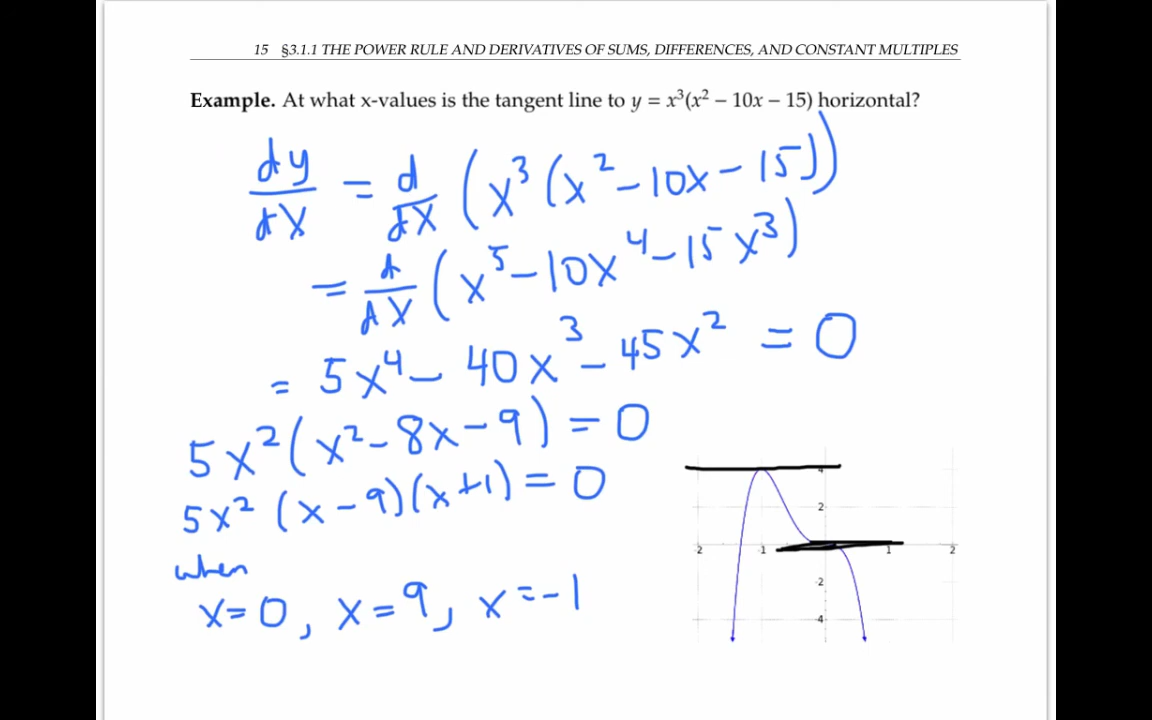 15 §3.1.1 THE POWER RULE AND DERIVATIVES OF SUMS, DIFFERENCES, AND CONSTANT MULTIPLES
Example. At what x-values is the tangent line to y = x³(x² − 10x − 15) horizontal?
dy/dx = d/dx (x³(x² − 10x − 15))
= d/dx (x⁵ − 10x⁴ − 15x³)
= 5x⁴ − 40x³ − 45x² = 0
5x²(x² − 8x − 9) = 0
5x² (x − 9)(x + 1) = 0
when
x = 0, x = 9, x = −1
4
2
-2 -1 1 2
-2
-4